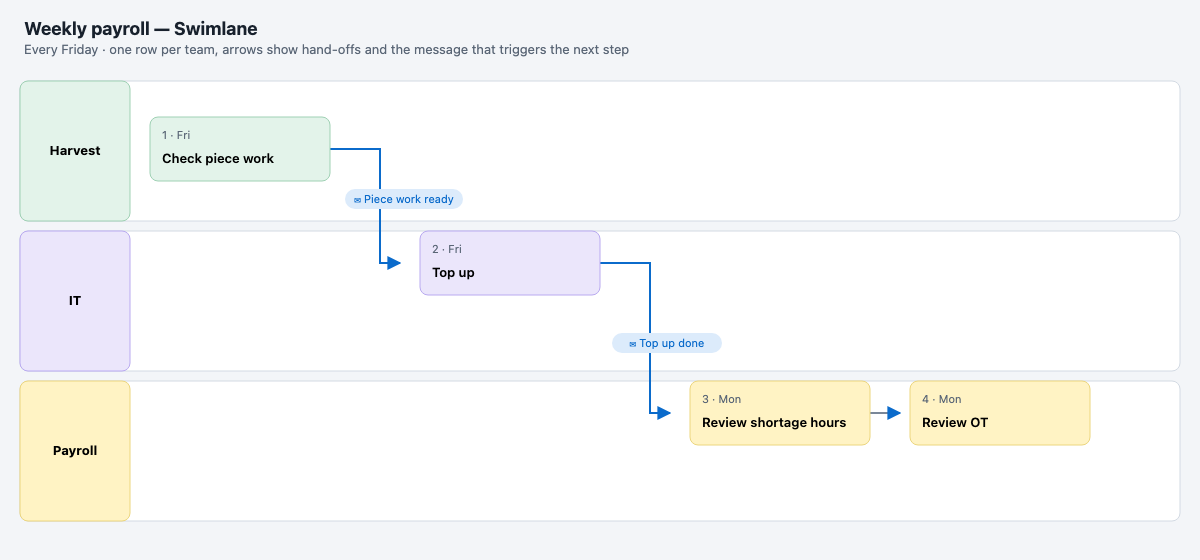 Weekly payroll — Swimlane
Every Friday · one row per team, arrows show hand-offs and the message that triggers the next step
Harvest
1 · Fri
Check piece work
✉ Piece work ready
IT
2 · Fri
Top up
✉ Top up done
Payroll
3 · Mon
Review shortage hours
4 · Mon
Review OT